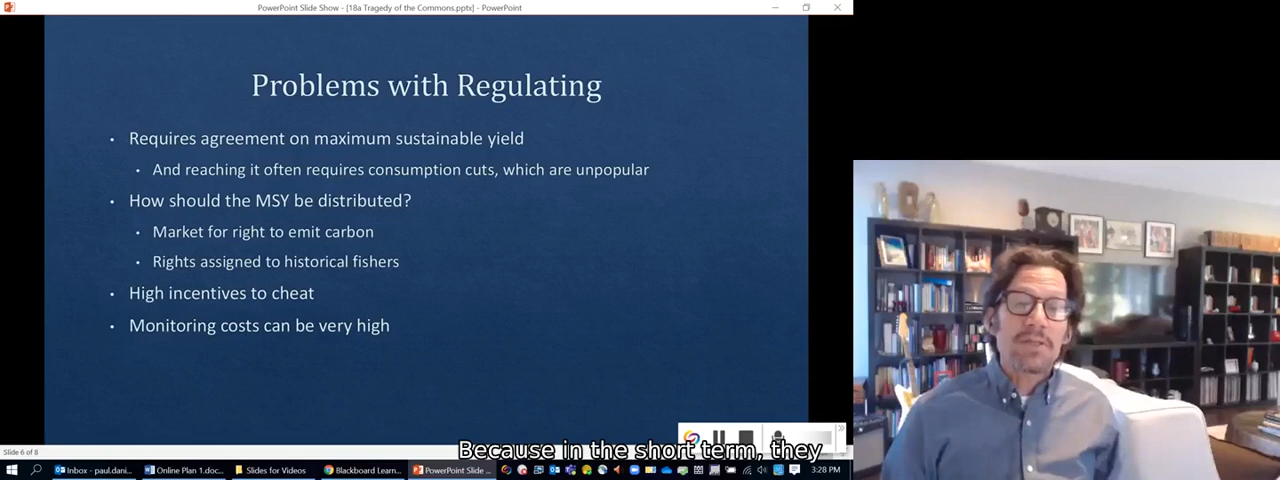 PowerPoint Slide Show - [18a Tragedy of the Commons.pptx] - PowerPoint
Problems with Regulating
• Requires agreement on maximum sustainable yield
• And reaching it often requires consumption cuts, which are unpopular
• How should the MSY be distributed?
• Market for right to emit carbon
• Rights assigned to historical fishers
• High incentives to cheat
• Monitoring costs can be very high
Because in the short term, they
Slide 6 of 8
Inbox - paul.dani...
Online Plan 1.doc...
Slides for Videos
Blackboard Learn...
PowerPoint Slide ...
3:28 PM